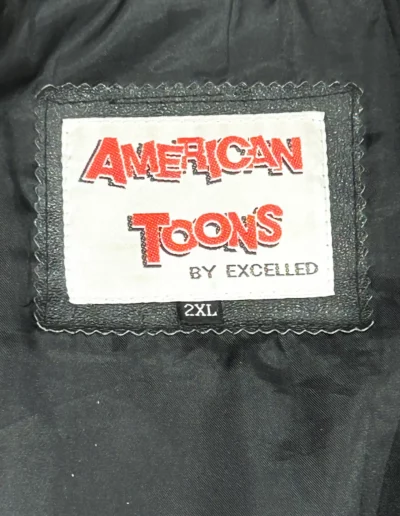 AMERICAN
TOONS
BY EXCELLED
2XL